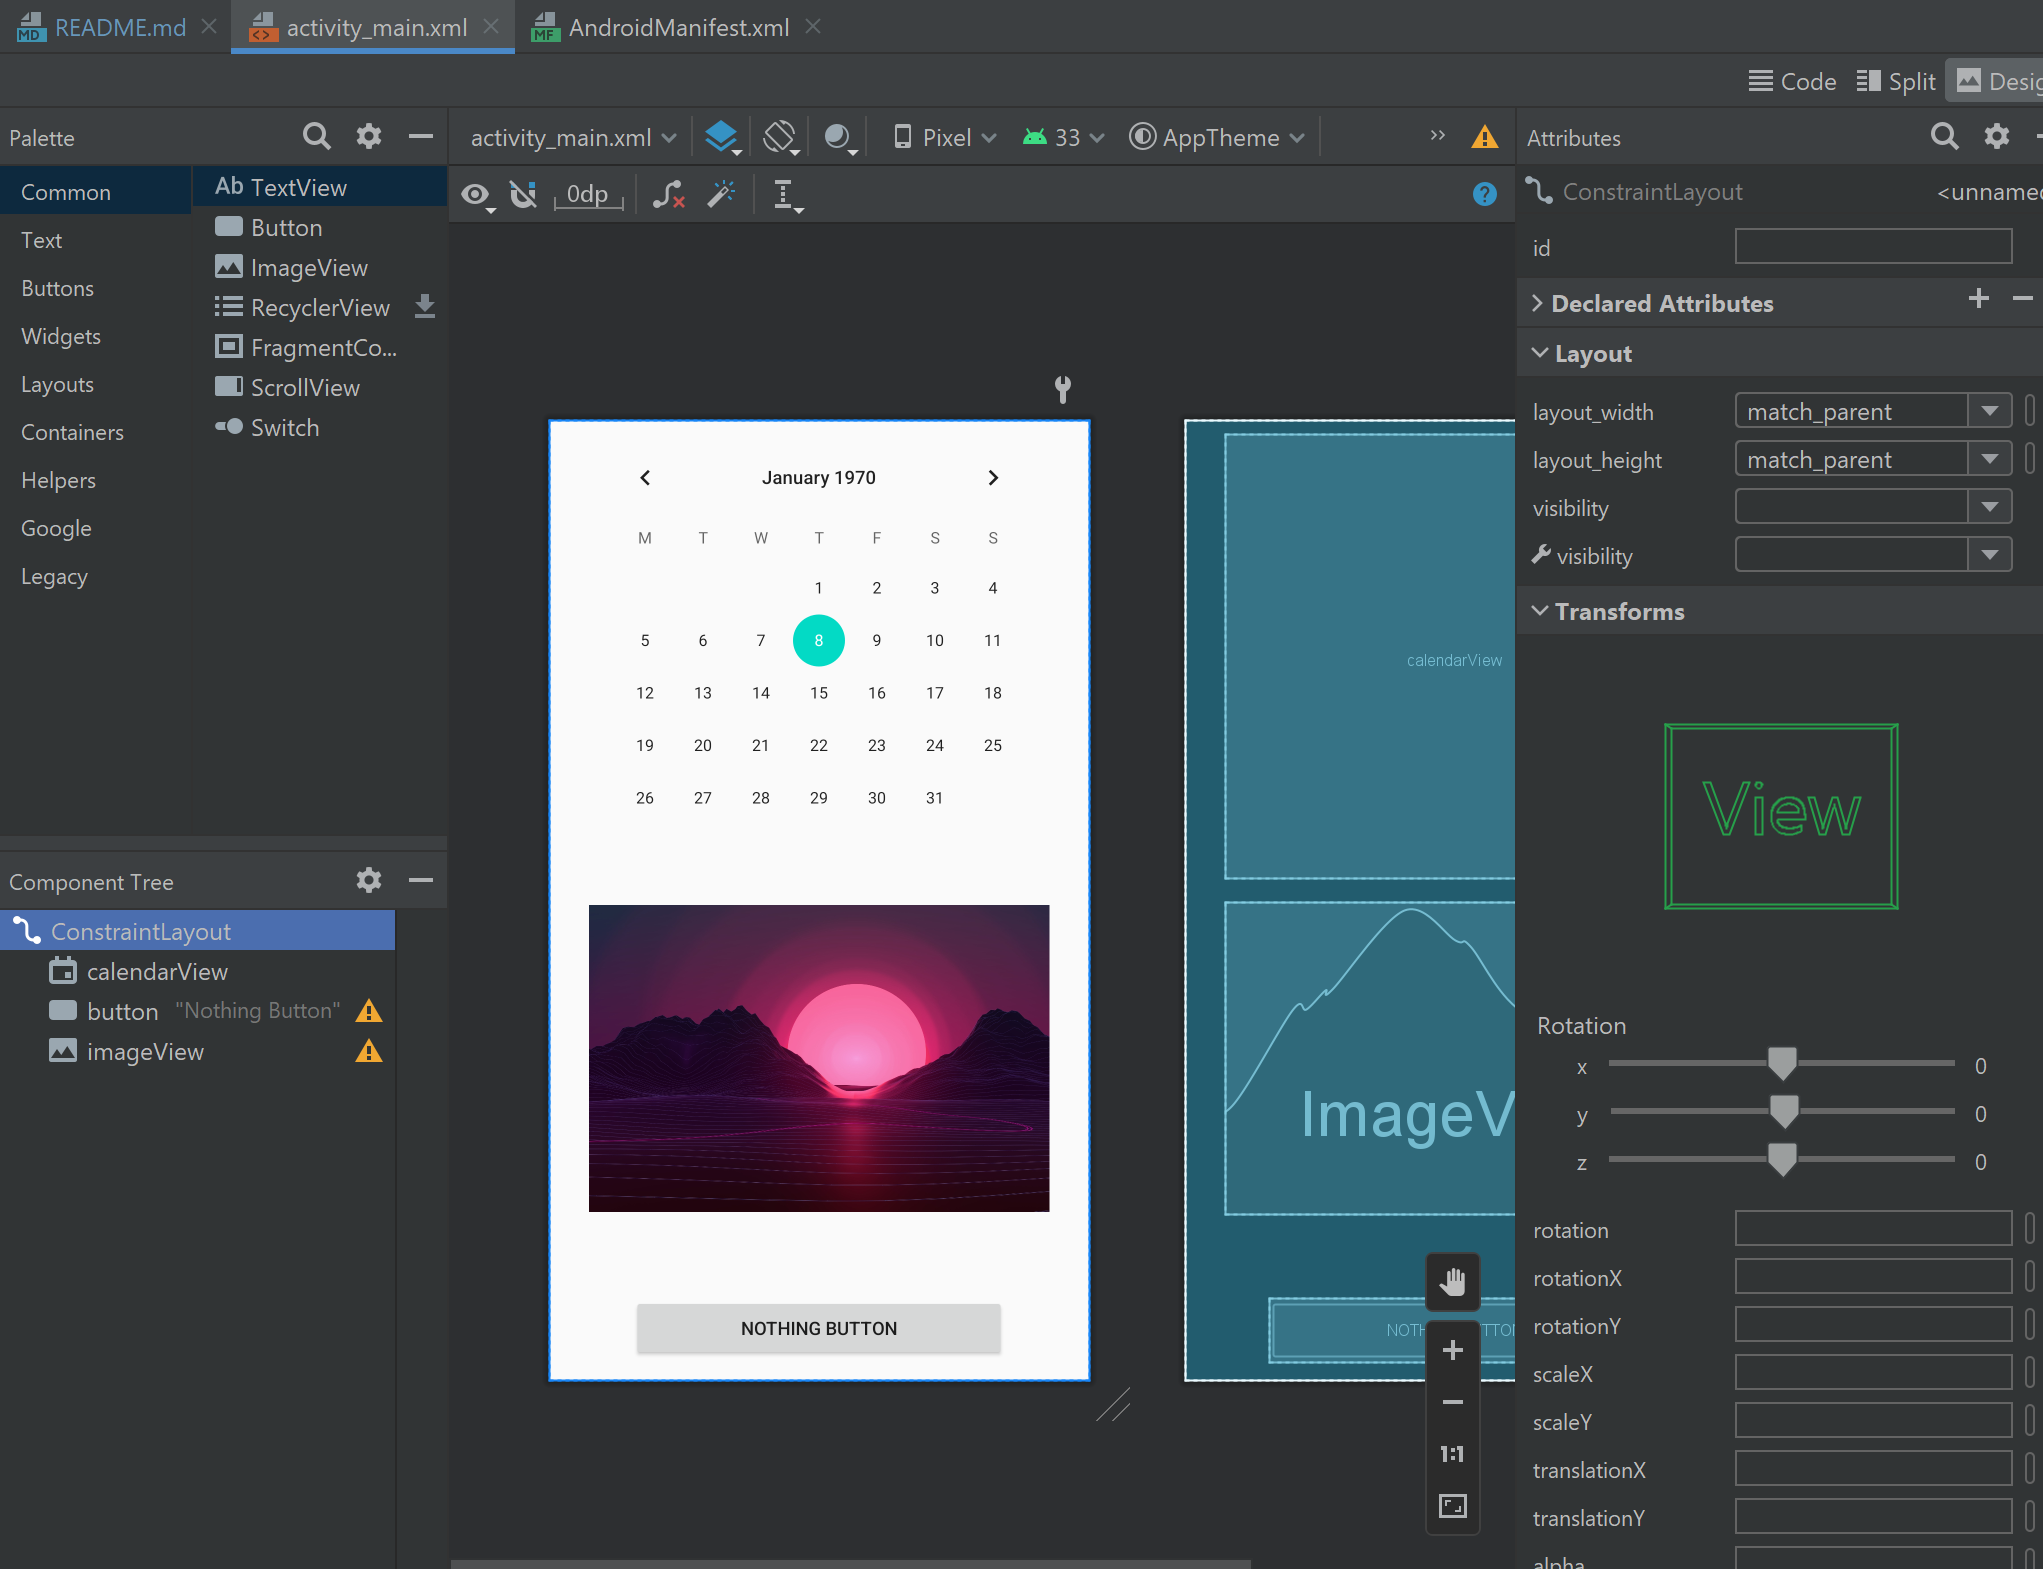 README.md
activity_main.xml
AndroidManifest.xml
Code
Split
Desig
Palette
activity_main.xml
Pixel
33
AppTheme
Attributes
Common
Text
Buttons
Widgets
Layouts
Containers
Helpers
Google
Legacy
Ab TextView
Button
ImageView
RecyclerView
FragmentCo...
ScrollView
Switch
0dp
ConstraintLayout
<unnamed
id
Declared Attributes
Layout
layout_width match_parent
layout_height match_parent
visibility
visibility
Transforms
View
Rotation
x 0
y 0
z 0
rotation
rotationX
rotationY
scaleX
scaleY
translationX
translationY
alpha
January 1970
M T W T F S S
1 2 3 4
5 6 7 8 9 10 11
12 13 14 15 16 17 18
19 20 21 22 23 24 25
26 27 28 29 30 31
NOTHING BUTTON
calendarView
ImageV
NOTH TTON
1:1
Component Tree
ConstraintLayout
calendarView
button "Nothing Button"
imageView